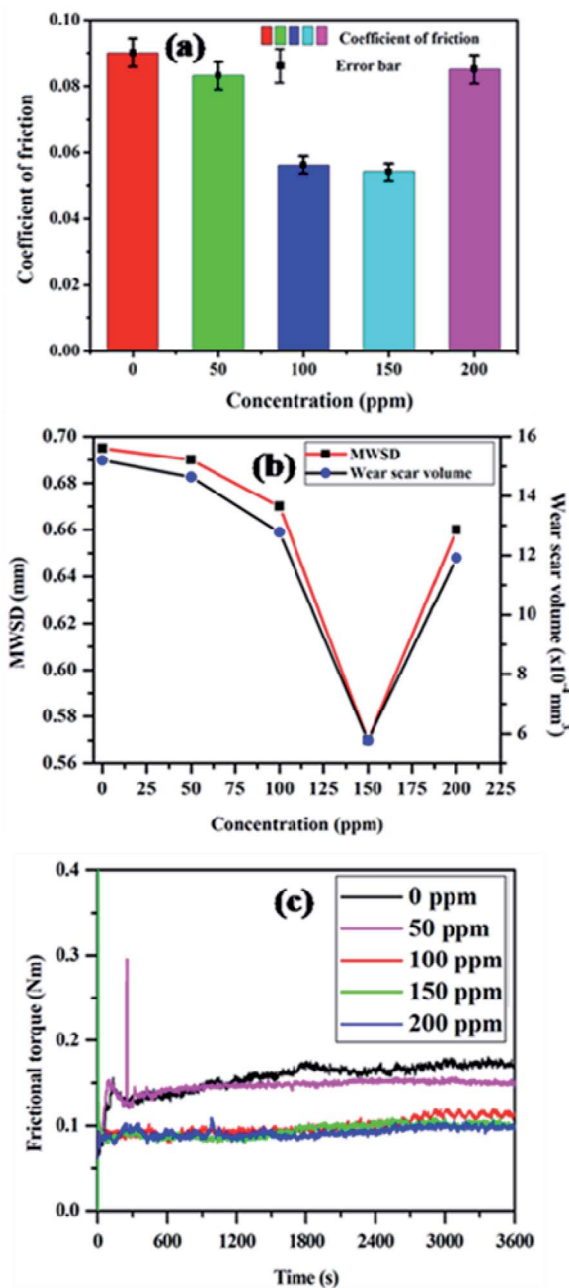 (a)
Coefficient of friction
Error bar
0.10
0.08
0.06
0.04
0.02
0.00
Coefficient of friction
0 50 100 150 200
Concentration (ppm)
(b)
MWSD
Wear scar volume
0.70
0.68
0.66
0.64
0.62
0.60
0.58
0.56
MWSD (mm)
16
14
12
10
8
6
Wear scar volume (x10⁻⁴ mm³)
0 25 50 75 100 125 150 175 200 225
Concentration (ppm)
(c)
0 ppm
50 ppm
100 ppm
150 ppm
200 ppm
0.4
0.3
0.2
0.1
0.0
Frictional torque (Nm)
0 600 1200 1800 2400 3000 3600
Time (s)